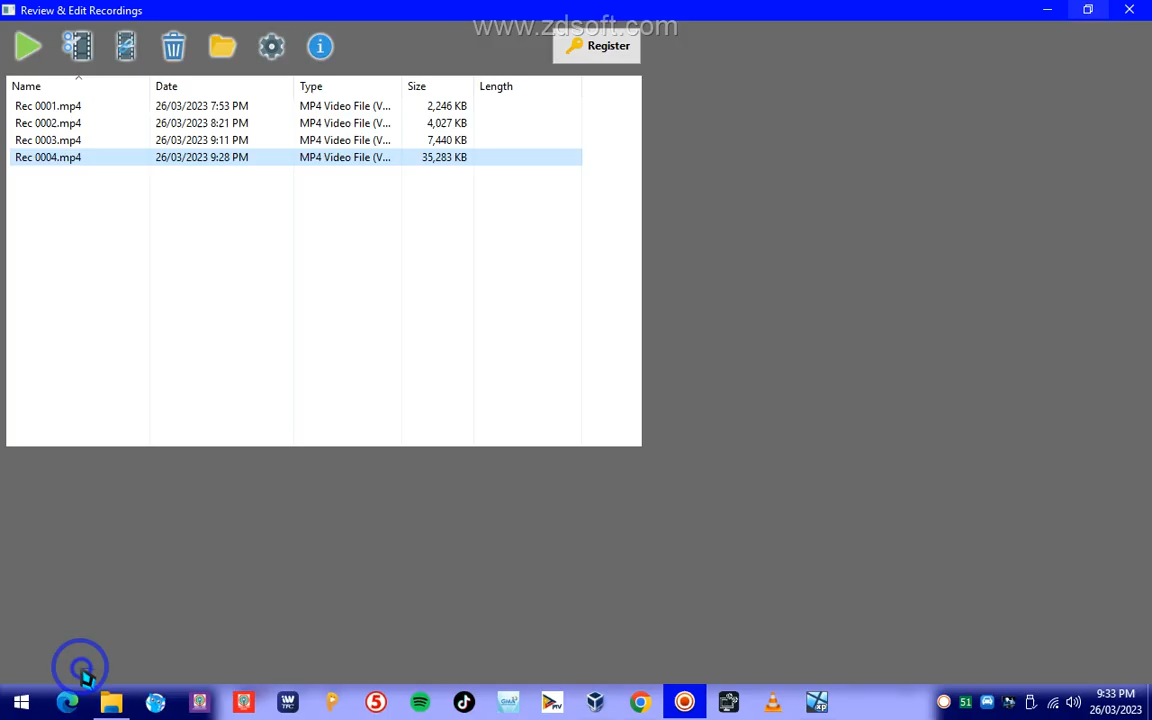 Review & Edit Recordings
www.zdsoft.com
Register
Name Date Type Size Length
Rec 0001.mp4 26/03/2023 7:53 PM MP4 Video File (V... 2,246 KB
Rec 0002.mp4 26/03/2023 8:21 PM MP4 Video File (V... 4,027 KB
Rec 0003.mp4 26/03/2023 9:11 PM MP4 Video File (V... 7,440 KB
Rec 0004.mp4 26/03/2023 9:28 PM MP4 Video File (V... 35,283 KB
51
9:33 PM
26/03/2023